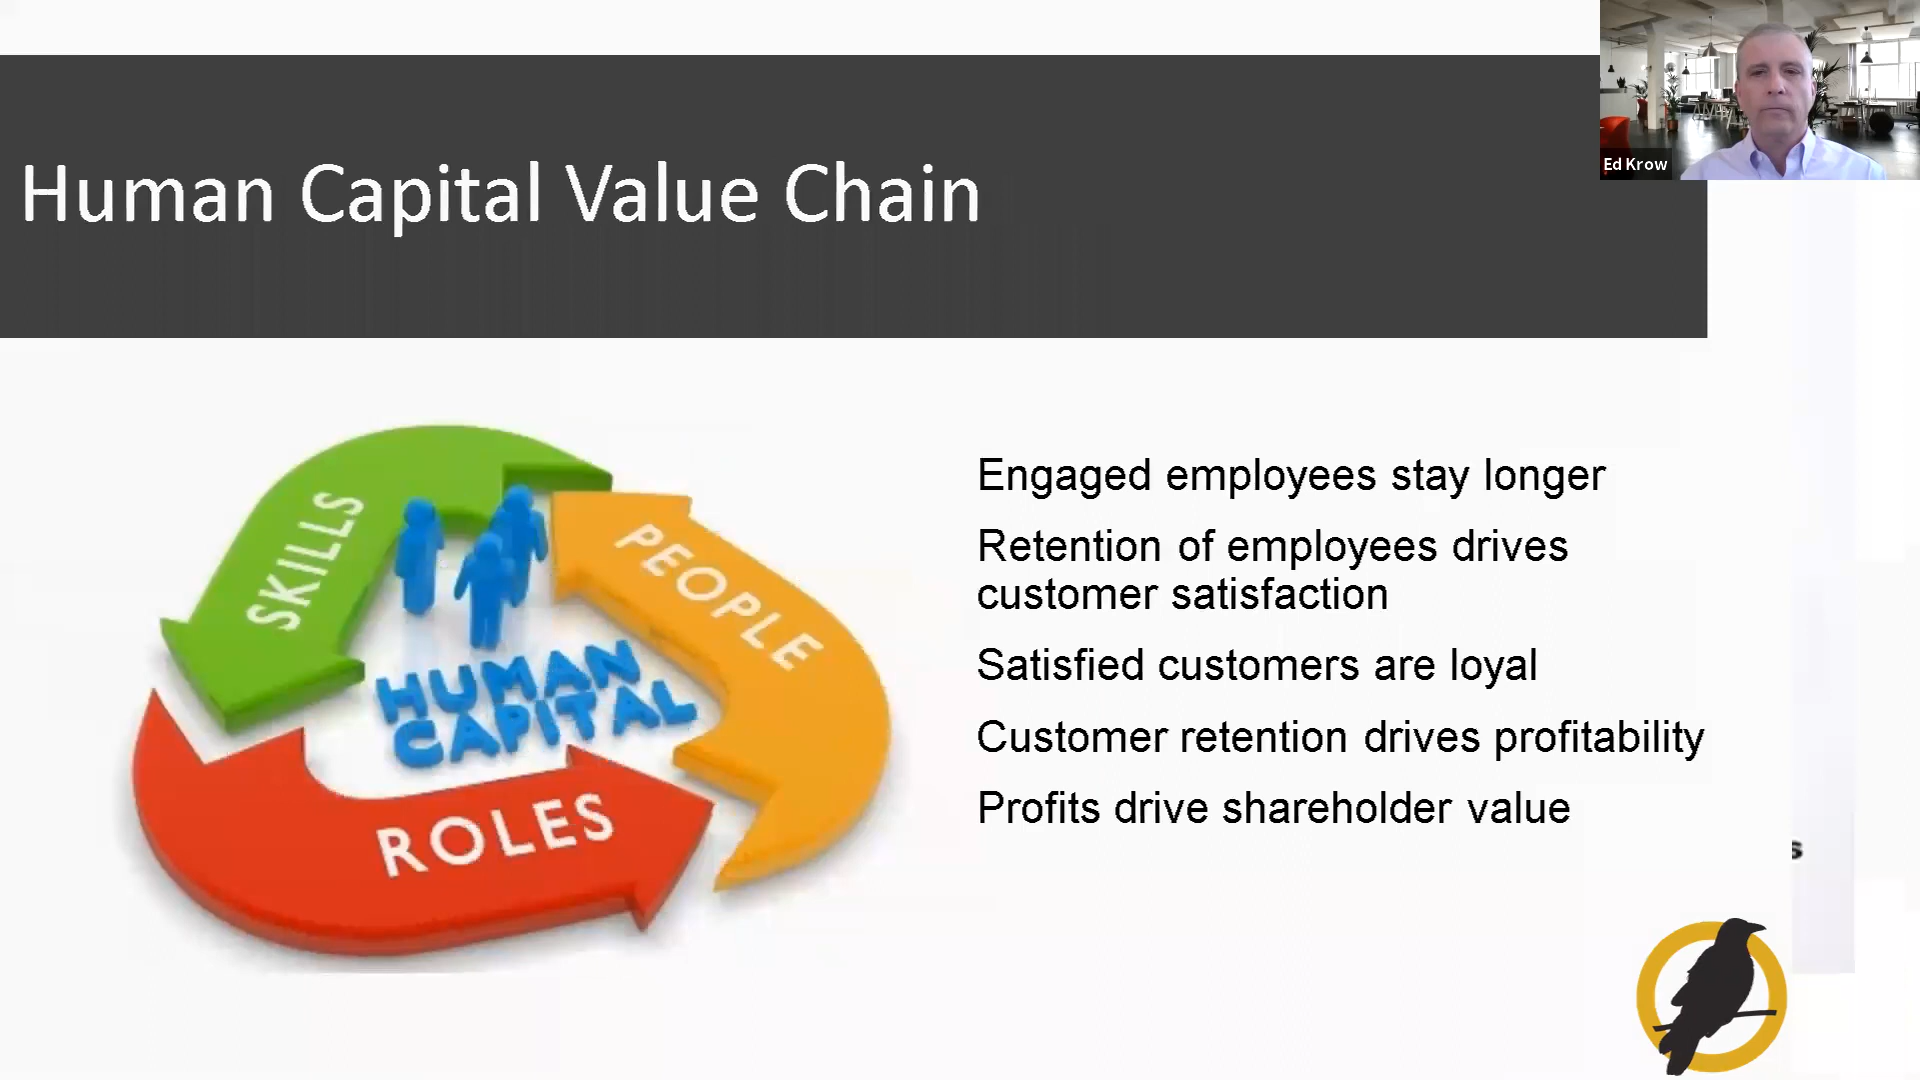 Ed Krow
Human Capital Value Chain
SKILLS
PEOPLE
HUMAN
CAPITAL
ROLES
Engaged employees stay longer
Retention of employees drives
customer satisfaction
Satisfied customers are loyal
Customer retention drives profitability
Profits drive shareholder value
s